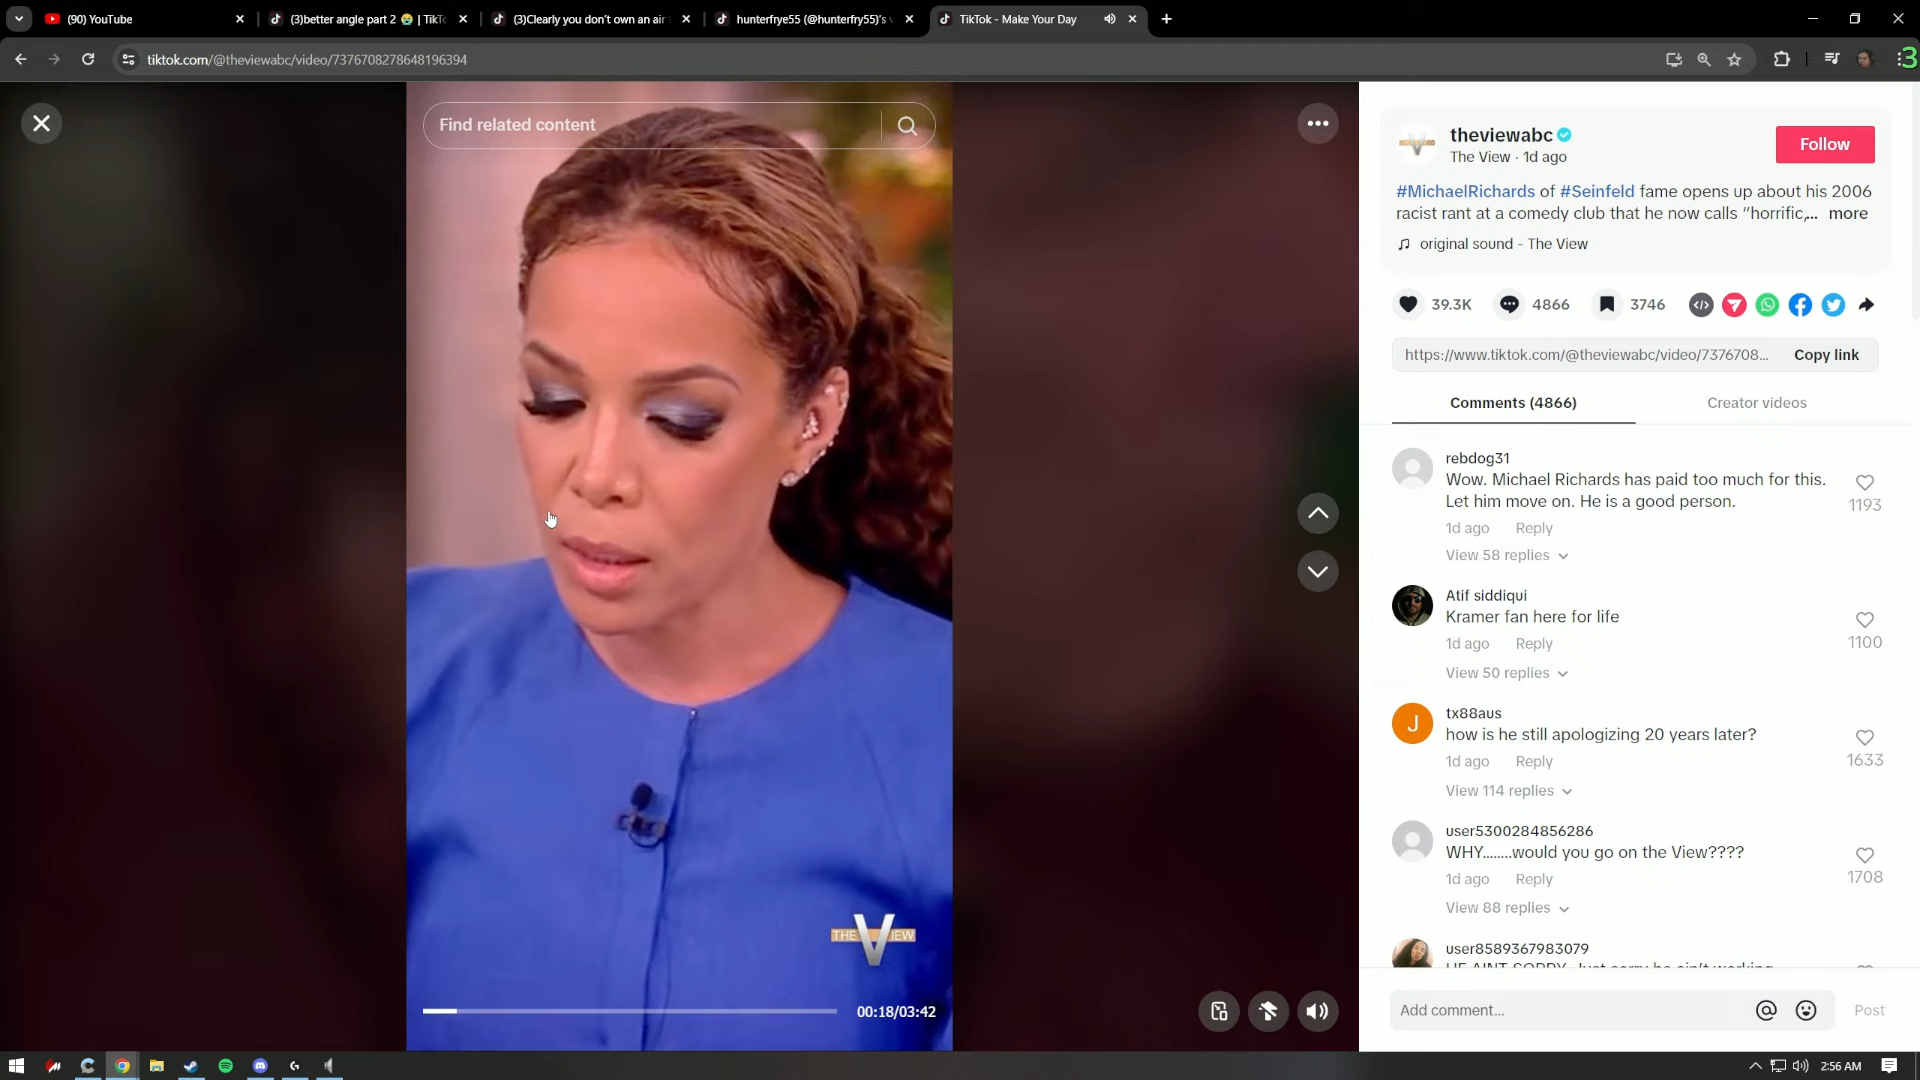 (90) YouTube
(3)better angle part 2 😭 | TikT
(3)Clearly you don't own an air
hunterfrye55 (@hunterfry55)'s v
TikTok - Make Your Day
tiktok.com/@theviewabc/video/7376708278648196394
3
Find related content
theviewabc
The View · 1d ago
Follow
#MichaelRichards of #Seinfeld fame opens up about his 2006
racist rant at a comedy club that he now calls “horrific,... more
original sound - The View
39.3K
4866
3746
https://www.tiktok.com/@theviewabc/video/7376708...
Copy link
Comments (4866)
Creator videos
rebdog31
Wow. Michael Richards has paid too much for this.
Let him move on. He is a good person.
1193
1d ago Reply
View 58 replies
Atif siddiqui
Kramer fan here for life
1100
1d ago Reply
View 50 replies
J
tx88aus
how is he still apologizing 20 years later?
1633
1d ago Reply
View 114 replies
user5300284856286
WHY........would you go on the View????
1708
1d ago Reply
View 88 replies
user8589367983079
THE VIEW
00:18/03:42
Add comment...
Post
2:56 AM